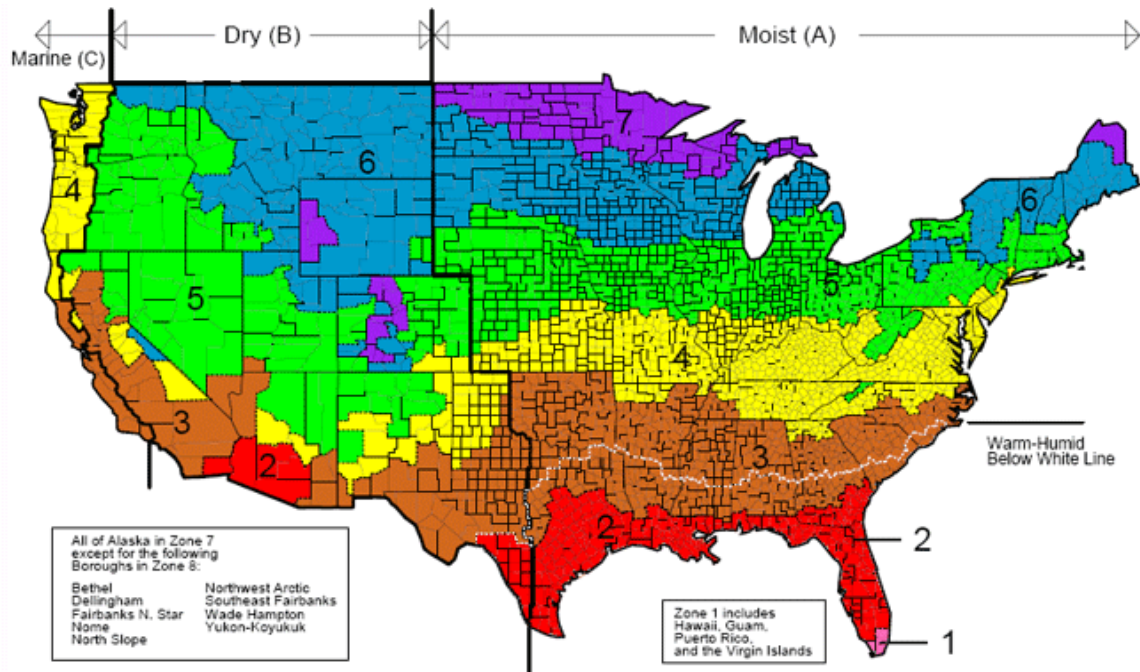 Marine (C)
Dry (B)
Moist (A)
7
6
4
6
5
5
4
3
3
2
2
Warm-Humid
Below White Line
2
1
All of Alaska in Zone 7
except for the following
Boroughs in Zone 8:
Bethel
Dellingham
Fairbanks N. Star
Nome
North Slope
Northwest Arctic
Southeast Fairbanks
Wade Hampton
Yukon-Koyukuk
Zone 1 includes
Hawaii, Guam,
Puerto Rico,
and the Virgin Islands